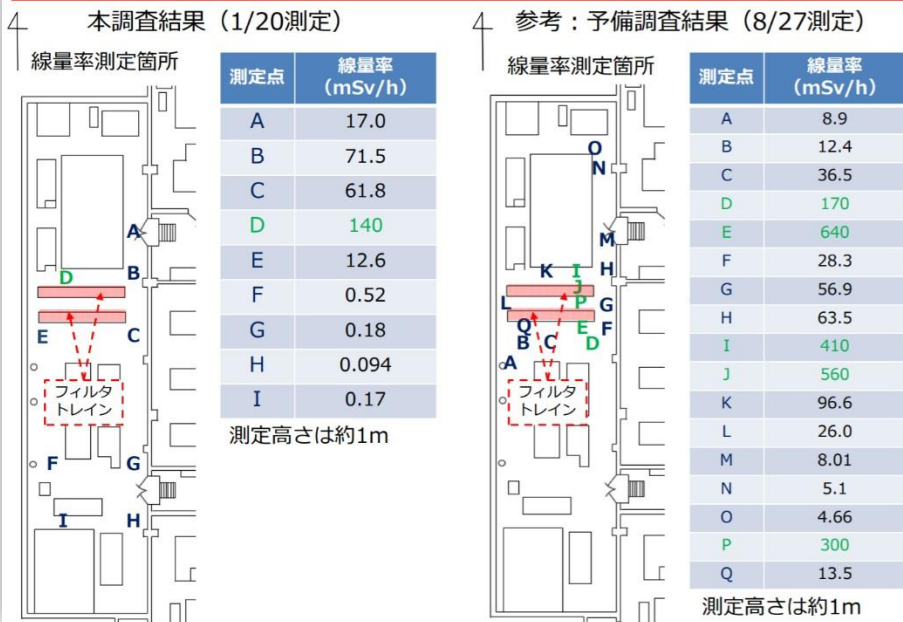 本調査結果（1/20測定）
線量率測定箇所
測定点 線量率（mSv/h）
A 17.0
B 71.5
C 61.8
D 140
E 12.6
F 0.52
G 0.18
H 0.094
I 0.17
測定高さは約1m
A
B
D
E
C
フィルタ
トレイン
F
G
I
H
参考：予備調査結果（8/27測定）
線量率測定箇所
測定点 線量率（mSv/h）
A 8.9
B 12.4
C 36.5
D 170
E 640
F 28.3
G 56.9
H 63.5
I 410
J 560
K 96.6
L 26.0
M 8.01
N 5.1
O 4.66
P 300
Q 13.5
測定高さは約1m
O
N
M
K I H
J
L P G
Q E F
B C D
A
フィルタ
トレイン